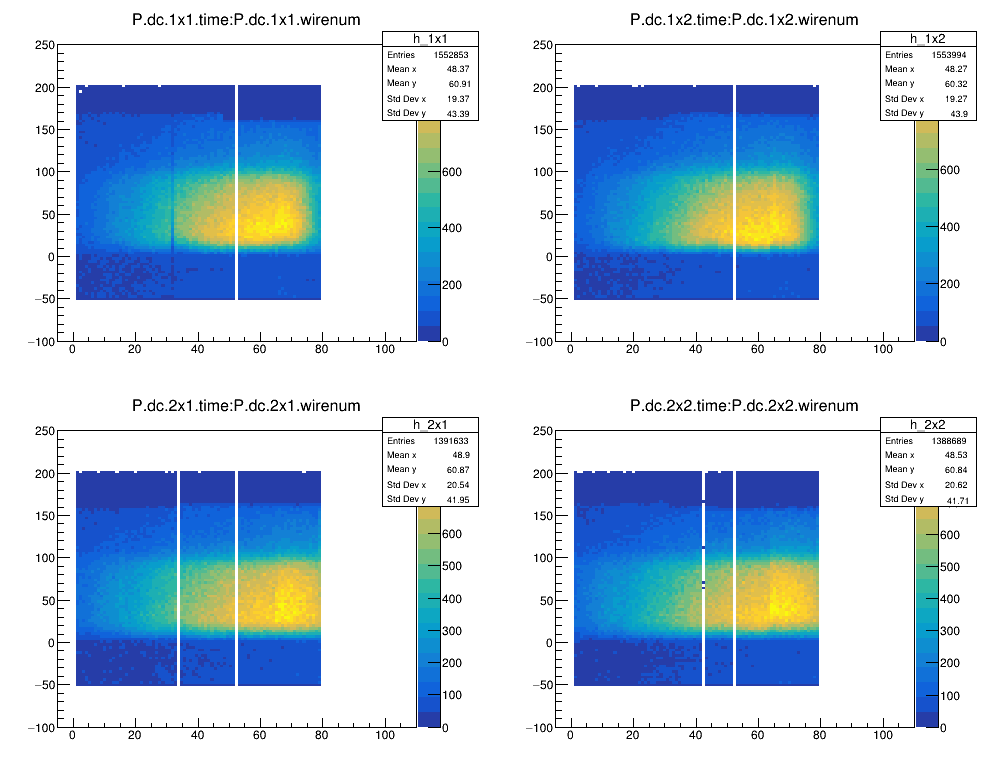 P.dc.1x1.time:P.dc.1x1.wirenum
h_1x1
Entries 1552853
Mean x 48.37
Mean y 60.91
Std Dev x 19.37
Std Dev y 43.39
250
200
150
100
50
0
−50
−100
0 20 40 60 80 100
600
400
200
0
P.dc.1x2.time:P.dc.1x2.wirenum
h_1x2
Entries 1553994
Mean x 48.27
Mean y 60.32
Std Dev x 19.27
Std Dev y 43.9
250
200
150
100
50
0
−50
−100
0 20 40 60 80 100
600
400
200
0
P.dc.2x1.time:P.dc.2x1.wirenum
h_2x1
Entries 1391633
Mean x 48.9
Mean y 60.87
Std Dev x 20.54
Std Dev y 41.95
250
200
150
100
50
0
−50
−100
0 20 40 60 80 100
600
500
400
300
200
100
0
P.dc.2x2.time:P.dc.2x2.wirenum
h_2x2
Entries 1388689
Mean x 48.53
Mean y 60.84
Std Dev x 20.62
Std Dev y 41.71
250
200
150
100
50
0
−50
−100
0 20 40 60 80 100
600
500
400
300
200
100
0